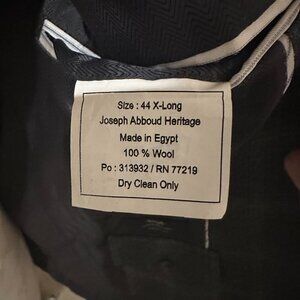 Size : 44 X-Long
Joseph Abboud Heritage
Made in Egypt
100 % Wool
Po : 313932 / RN 77219
Dry Clean Only